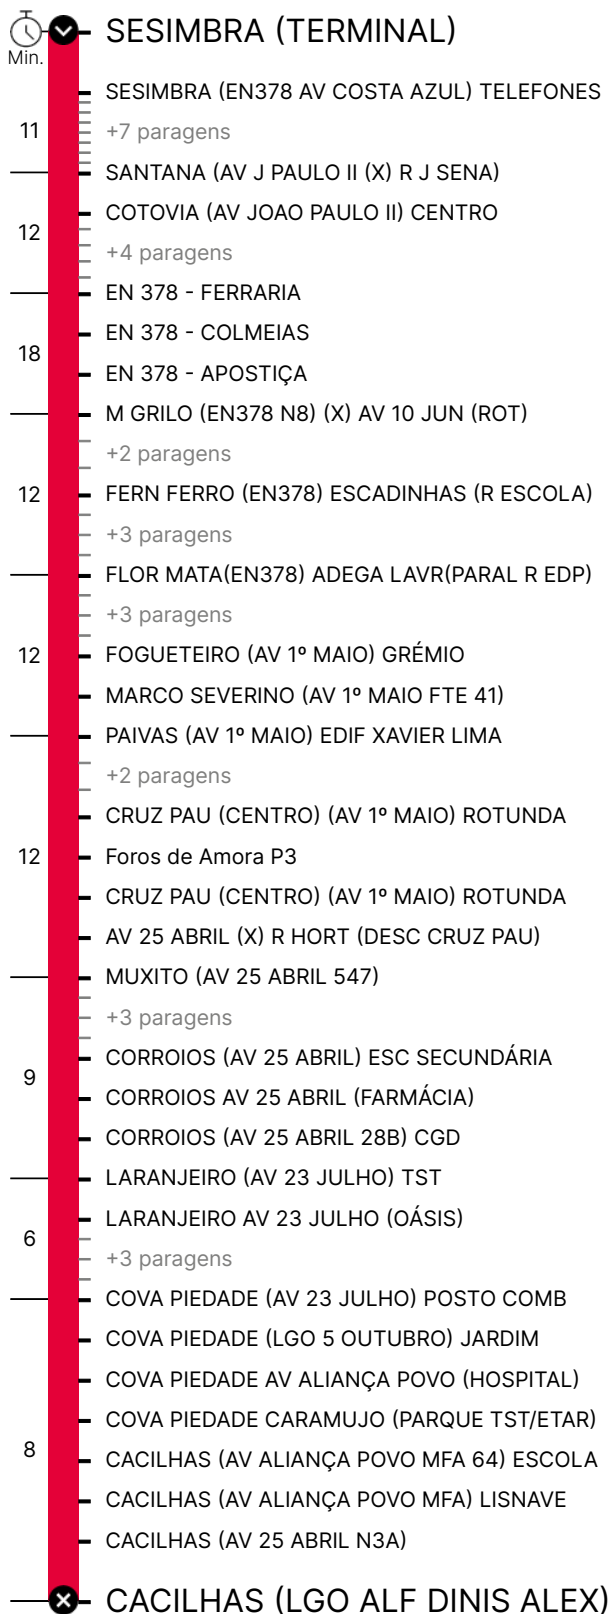 SESIMBRA (TERMINAL)
Min.
SESIMBRA (EN378 AV COSTA AZUL) TELEFONES
11
+7 paragens
SANTANA (AV J PAULO II (X) R J SENA)
COTOVIA (AV JOAO PAULO II) CENTRO
12
+4 paragens
EN 378 - FERRARIA
EN 378 - COLMEIAS
18
EN 378 - APOSTIÇA
M GRILO (EN378 N8) (X) AV 10 JUN (ROT)
+2 paragens
12
FERN FERRO (EN378) ESCADINHAS (R ESCOLA)
+3 paragens
FLOR MATA(EN378) ADEGA LAVR(PARAL R EDP)
+3 paragens
12
FOGUETEIRO (AV 1º MAIO) GRÉMIO
MARCO SEVERINO (AV 1º MAIO FTE 41)
PAIVAS (AV 1º MAIO) EDIF XAVIER LIMA
+2 paragens
CRUZ PAU (CENTRO) (AV 1º MAIO) ROTUNDA
12
Foros de Amora P3
CRUZ PAU (CENTRO) (AV 1º MAIO) ROTUNDA
AV 25 ABRIL (X) R HORT (DESC CRUZ PAU)
MUXITO (AV 25 ABRIL 547)
+3 paragens
CORROIOS (AV 25 ABRIL) ESC SECUNDÁRIA
9
CORROIOS AV 25 ABRIL (FARMÁCIA)
CORROIOS (AV 25 ABRIL 28B) CGD
LARANJEIRO (AV 23 JULHO) TST
LARANJEIRO AV 23 JULHO (OÁSIS)
6
+3 paragens
COVA PIEDADE (AV 23 JULHO) POSTO COMB
COVA PIEDADE (LGO 5 OUTUBRO) JARDIM
COVA PIEDADE AV ALIANÇA POVO (HOSPITAL)
COVA PIEDADE CARAMUJO (PARQUE TST/ETAR)
8
CACILHAS (AV ALIANÇA POVO MFA 64) ESCOLA
CACILHAS (AV ALIANÇA POVO MFA) LISNAVE
CACILHAS (AV 25 ABRIL N3A)
CACILHAS (LGO ALF DINIS ALEX)